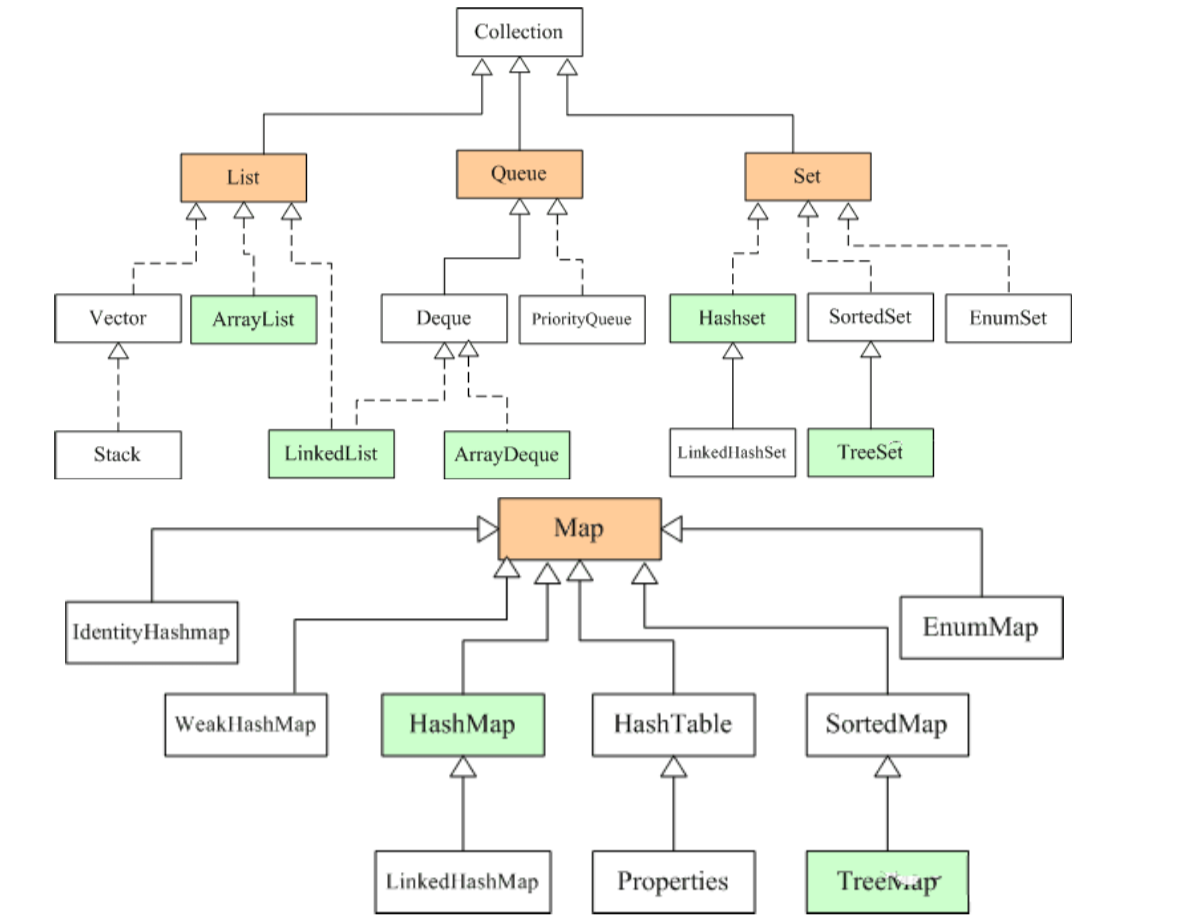 Collection
List
Queue
Set
Vector
ArrayList
Deque
PriorityQueue
Hashset
SortedSet
EnumSet
Stack
LinkedList
ArrayDeque
LinkedHashSet
TreeSet
Map
IdentityHashmap
EnumMap
WeakHashMap
HashMap
HashTable
SortedMap
LinkedHashMap
Properties
TreeMap